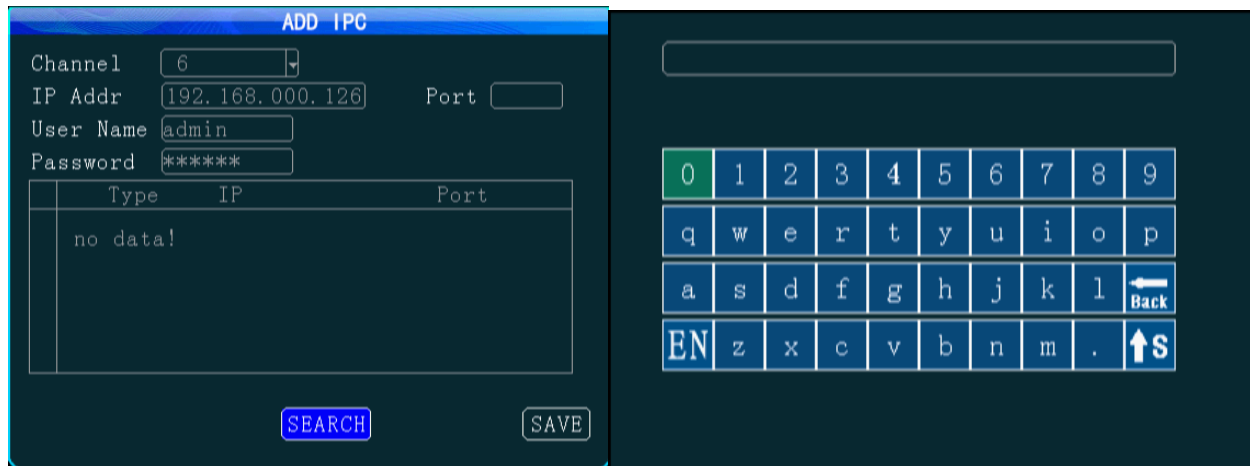 ADD IPC
Channel 6
IP Addr 192.168.000.126 Port
User Name admin
Password ******
Type IP Port
no data!
SEARCH SAVE
0 1 2 3 4 5 6 7 8 9
q w e r t y u i o p
a s d f g h j k l Back
EN z x c v b n m . S